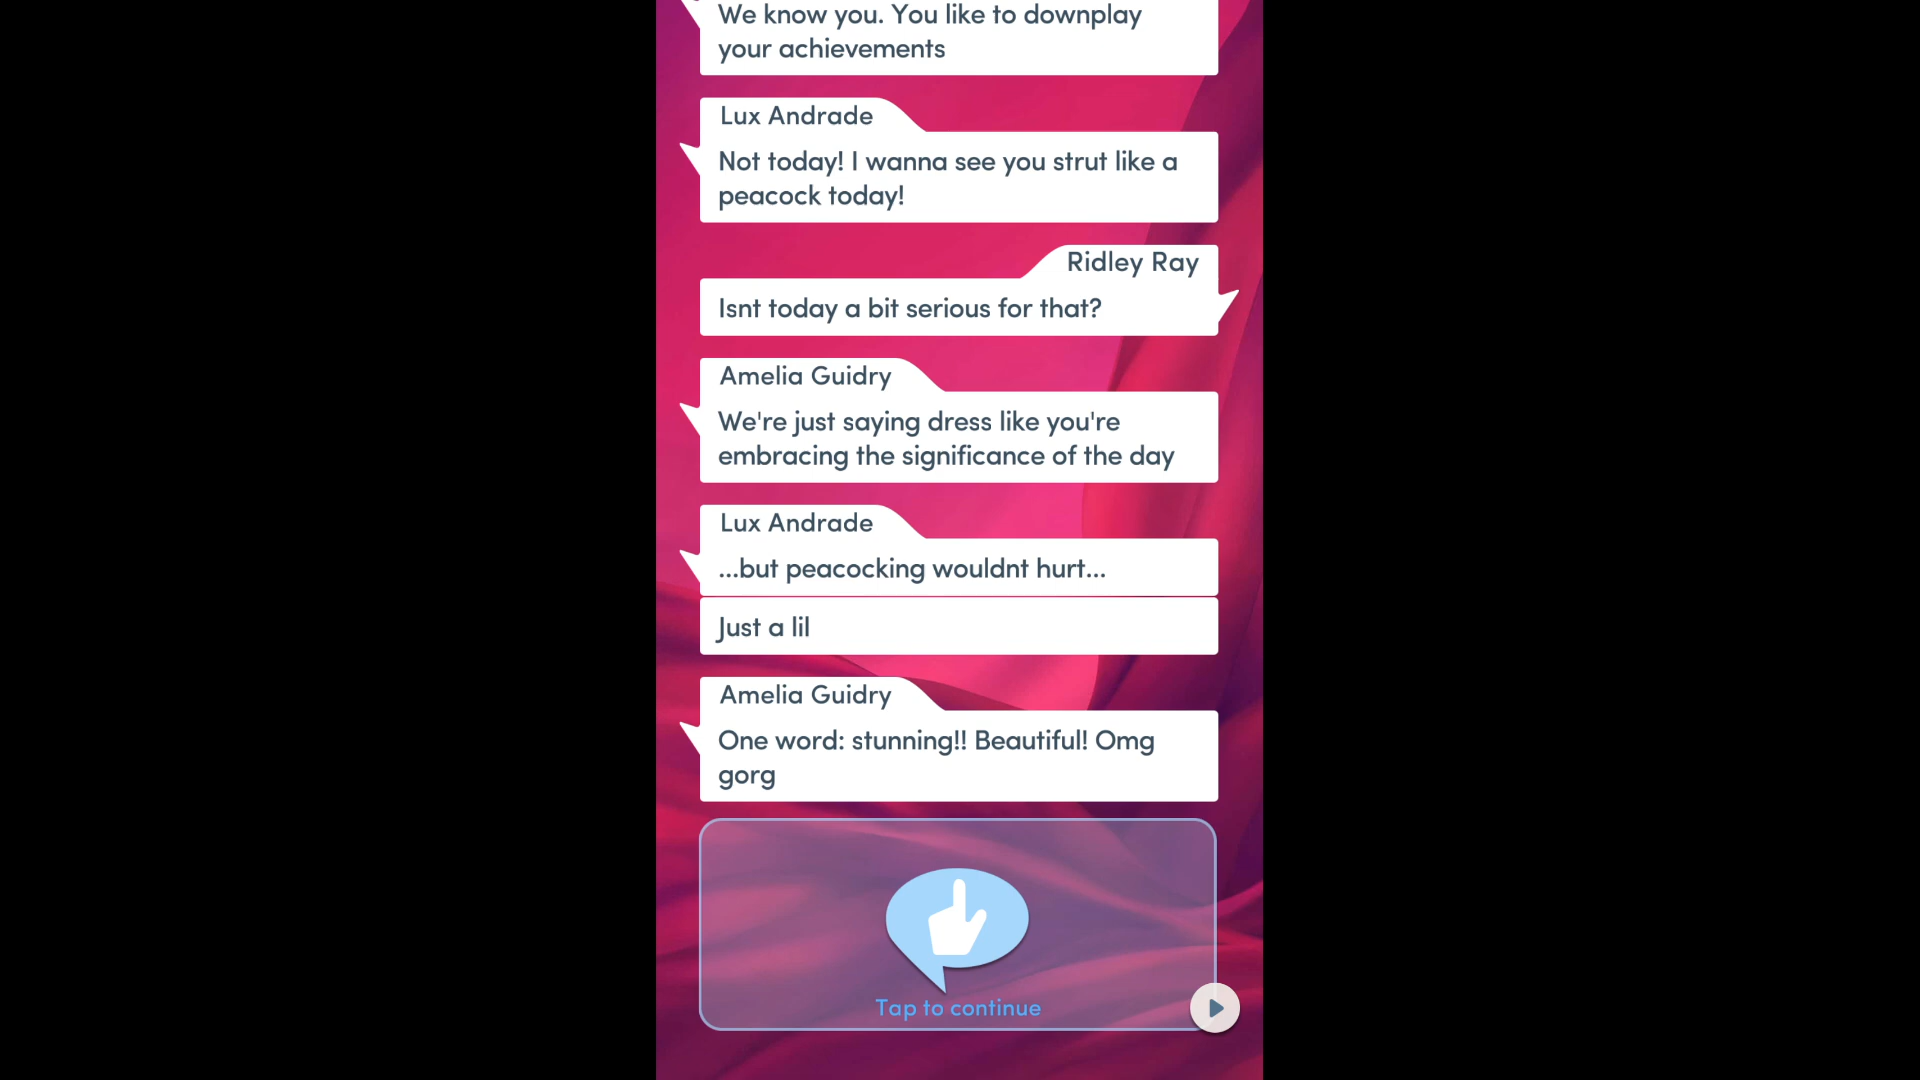 We know you. You like to downplay
your achievements
Lux Andrade
Not today! I wanna see you strut like a
peacock today!
Ridley Ray
Isnt today a bit serious for that?
Amelia Guidry
We're just saying dress like you're
embracing the significance of the day
Lux Andrade
...but peacocking wouldnt hurt...
Just a lil
Amelia Guidry
One word: stunning!! Beautiful! Omg
gorg
Tap to continue